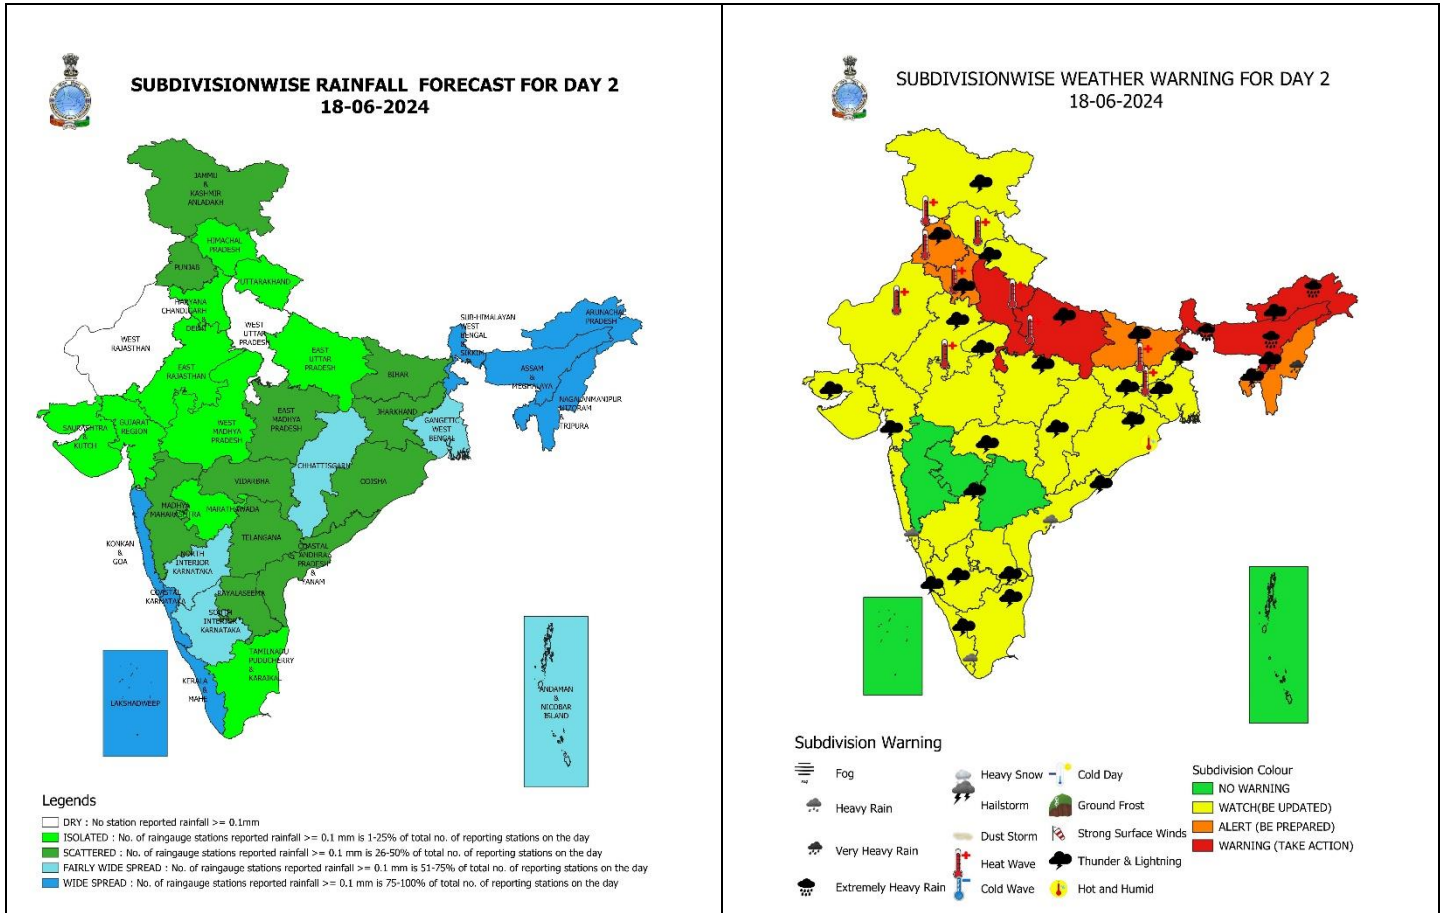 SUBDIVISIONWISE RAINFALL FORECAST FOR DAY 2
18-06-2024
JAMMU
&
KASHMIR
ANLADAKH
HIMACHAL
PRADESH
PUNJAB
UTTARAKHAND
HARYANA
CHANDIGARH
&
DELHI
WEST
UTTAR
PRADESH
WEST
RAJASTHAN
EAST
UTTAR
PRADESH
EAST
RAJASTHAN
SUB-HIMALAYAN
WEST
BENGAL
&
SIKKIM
ARUNACHAL
PRADESH
ASSAM
&
MEGHALAYA
NAGALANMANIPUR
MIZORAM
&
TRIPURA
BIHAR
JHARKHAND
GANGETIC
WEST
BENGAL
EAST
MADHYA
PRADESH
WEST
MADHYA
PRADESH
GUJARAT
REGION
SAURASHTRA
&
KUTCH
CHHATTISGARH
ODISHA
VIDARBHA
MADHYA
MAHARASHTRA
MARATHAWADA
TELANGANA
KONKAN
&
GOA
NORTH
INTERIOR
KARNATAKA
COASTAL
ANDHRA
PRADESH
&
YANAM
COASTAL
KARNATAKA
RAYALASEEMA
SOUTH
INTERIOR
KARNATAKA
TAMILNADU
PUDUCHERRY
&
KARAIKAL
KERALA
&
MAHE
LAKSHADWEEP
ANDAMAN
&
NICOBAR
ISLAND
Legends
DRY : No station reported rainfall >= 0.1mm
ISOLATED : No. of raingauge stations reported rainfall >= 0.1 mm is 1-25% of total no. of reporting stations on the day
SCATTERED : No. of raingauge stations reported rainfall >= 0.1 mm is 26-50% of total no. of reporting stations on the day
FAIRLY WIDE SPREAD : No. of raingauge stations reported rainfall >= 0.1 mm is 51-75% of total no. of reporting stations on the day
WIDE SPREAD : No. of raingauge stations reported rainfall >= 0.1 mm is 75-100% of total no. of reporting stations on the day
SUBDIVISIONWISE WEATHER WARNING FOR DAY 2
18-06-2024
Subdivision Warning
Fog
Heavy Rain
Very Heavy Rain
Extremely Heavy Rain
Heavy Snow
Hailstorm
Dust Storm
Heat Wave
Cold Wave
Cold Day
Ground Frost
Strong Surface Winds
Thunder & Lightning
Hot and Humid
Subdivision Colour
NO WARNING
WATCH(BE UPDATED)
ALERT (BE PREPARED)
WARNING (TAKE ACTION)